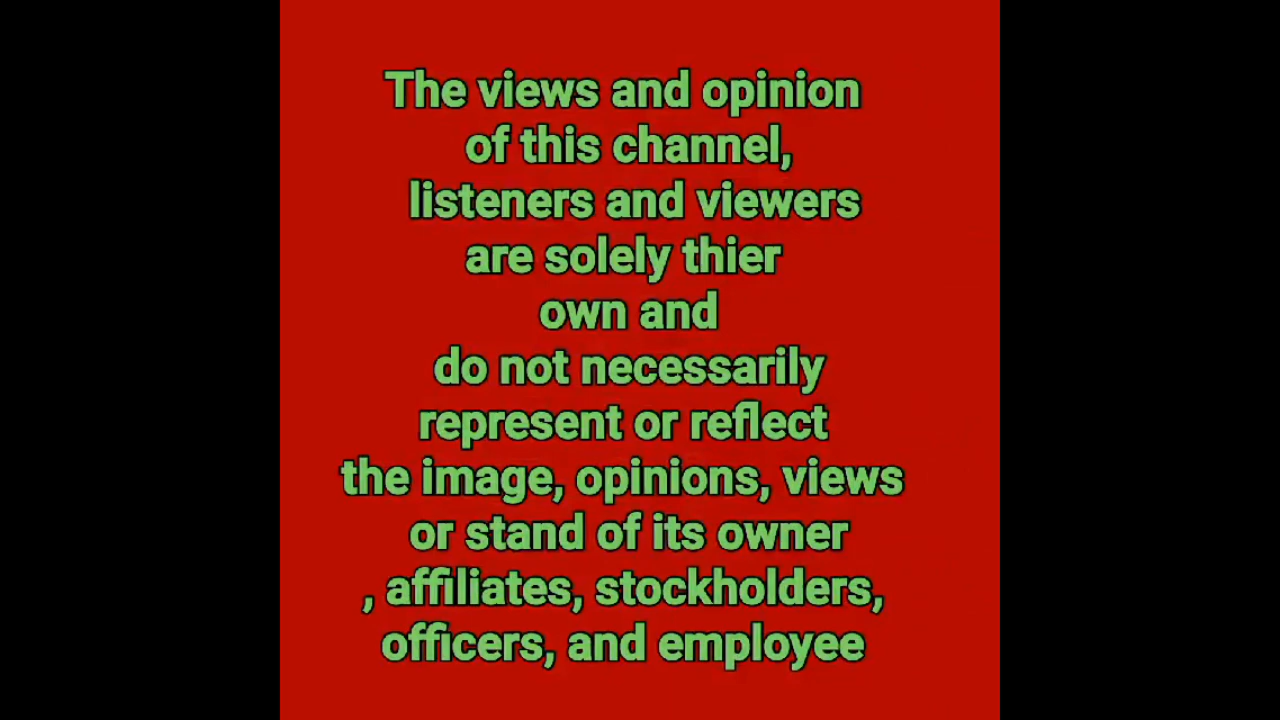 The views and opinion
of this channel,
listeners and viewers
are solely thier
own and
do not necessarily
represent or reflect
the image, opinions, views
or stand of its owner
, affiliates, stockholders,
officers, and employee